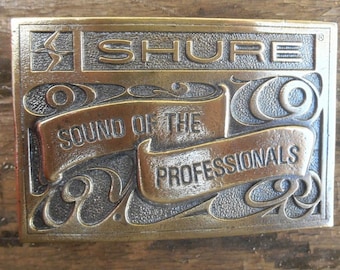 SHURE®
SOUND OF THE
PROFESSIONALS